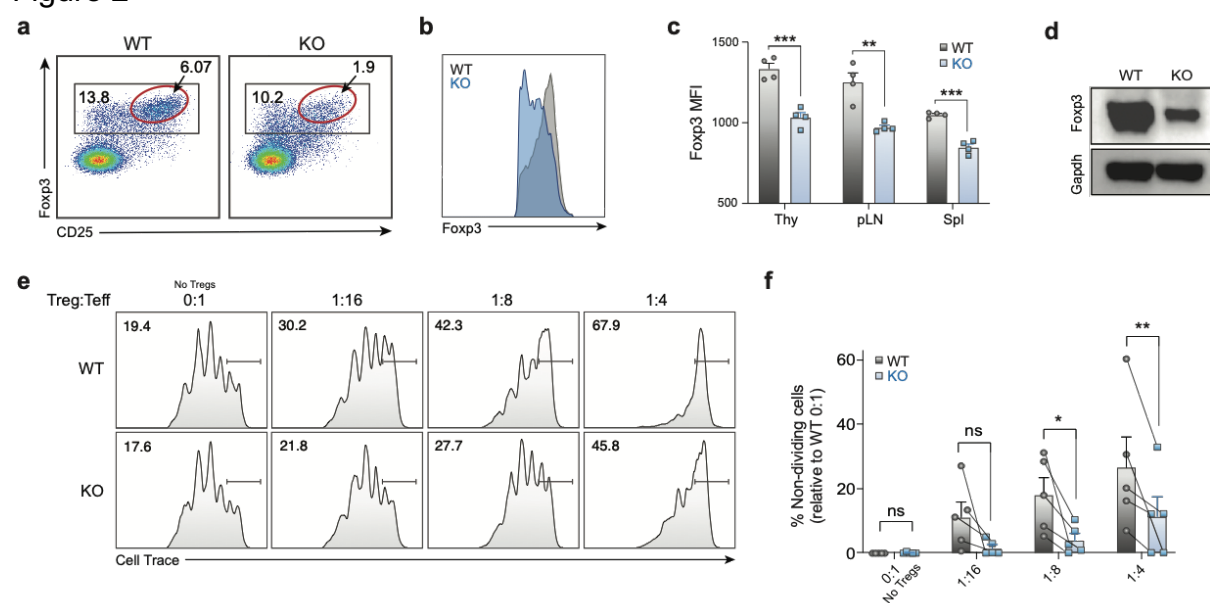 a
WT
KO
13.8
6.07
10.2
1.9
Foxp3
CD25
b
WT
KO
Foxp3
c
WT
KO
1500
1000
500
Foxp3 MFI
***
**
***
Thy
pLN
Spl
d
WT
KO
Foxp3
Gapdh
e
Treg:Teff
No Tregs
0:1
1:16
1:8
1:4
WT
19.4
30.2
42.3
67.9
KO
17.6
21.8
27.7
45.8
Cell Trace
f
WT
KO
% Non-dividing cells
(relative to WT 0:1)
60
40
20
0
ns
ns
*
**
0:1
No Tregs
1:16
1:8
1:4